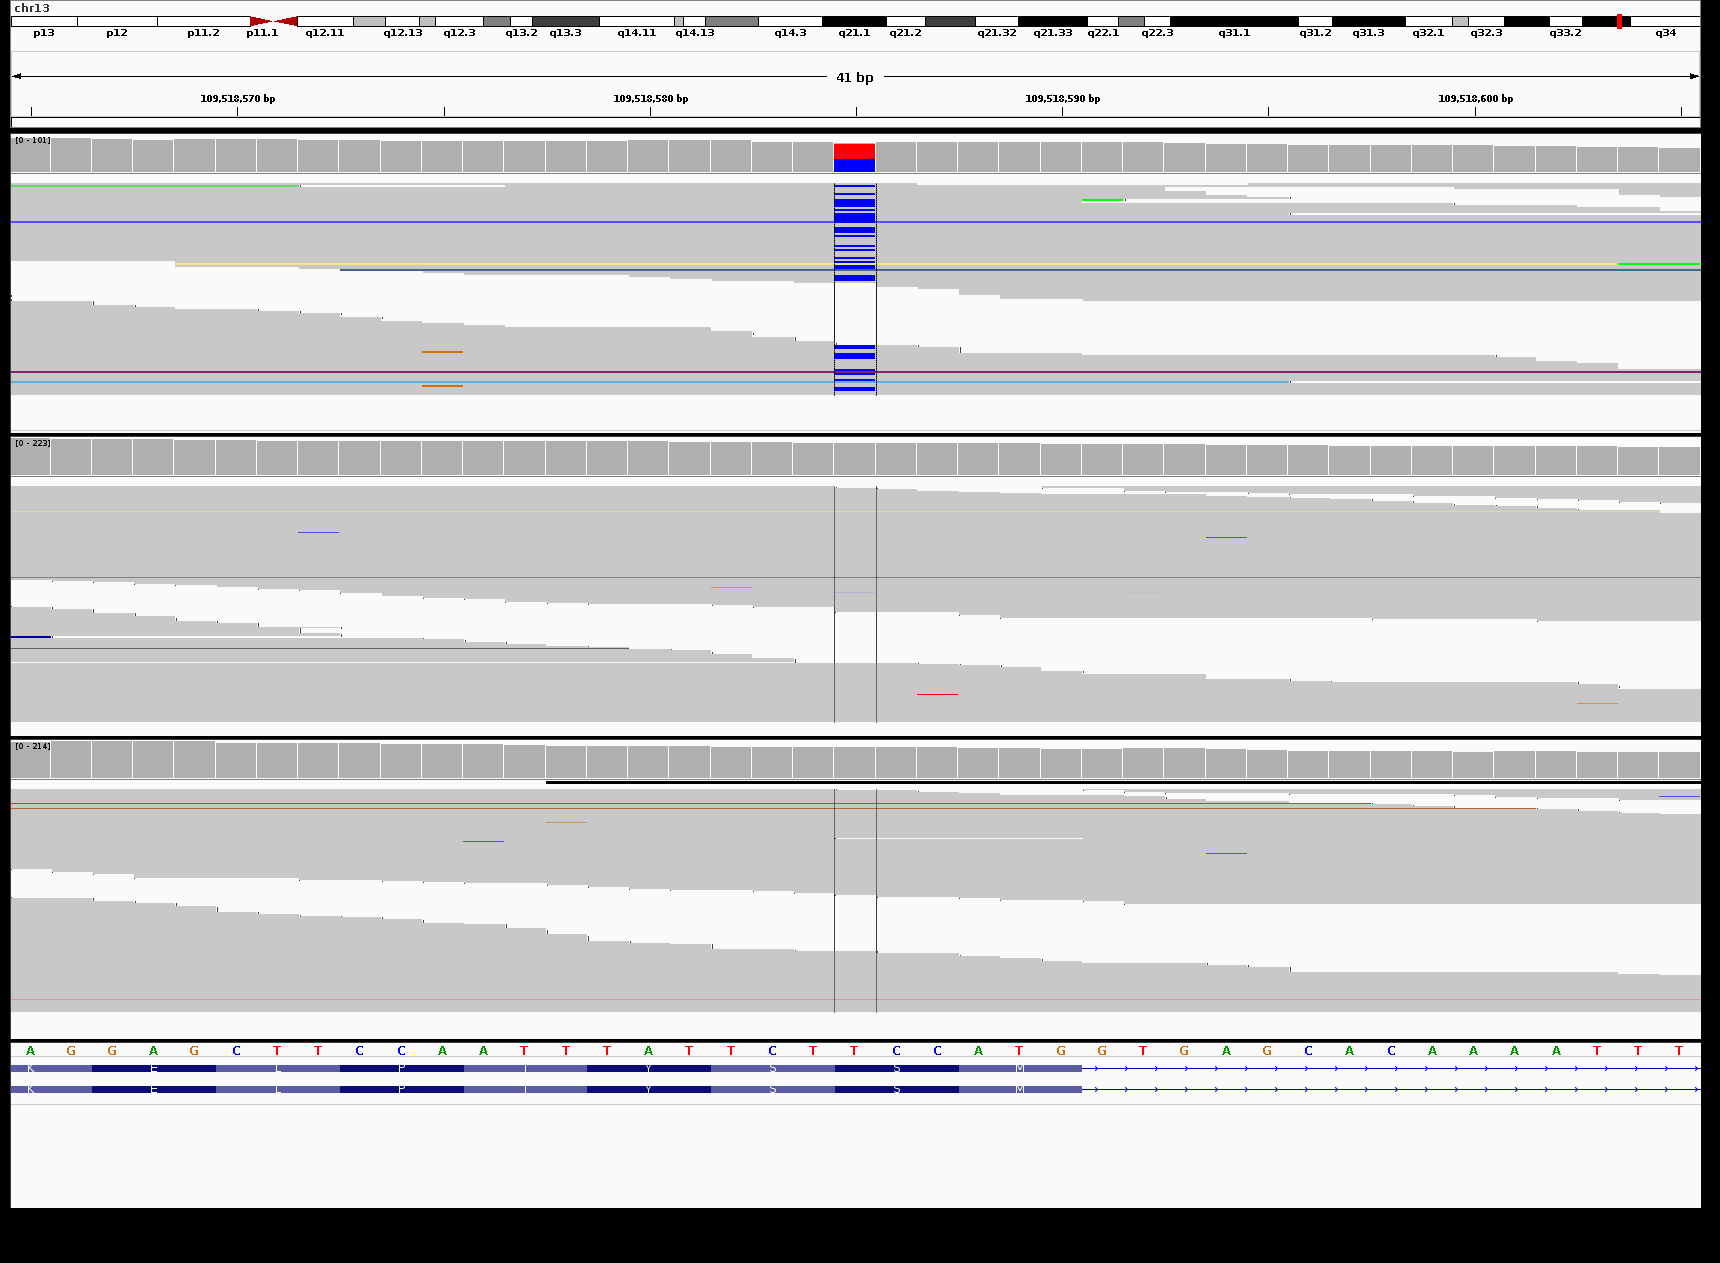 chr13
p13 p12 p11.2 p11.1 q12.11 q12.13 q12.3 q13.2 q13.3 q14.11 q14.13 q14.3 q21.1 q21.2 q21.32 q21.33 q22.1 q22.3 q31.1 q31.2 q31.3 q32.1 q32.3 q33.2 q34
41 bp
109,518,570 bp 109,518,580 bp 109,518,590 bp 109,518,600 bp
[0 - 101]
[0 - 223]
[0 - 214]
A G G A G C T T C C A A T T T A T T C T T C C A T G G T G A G C A C A A A A T T T
K E L P I Y S S M
K E L P I Y S S M